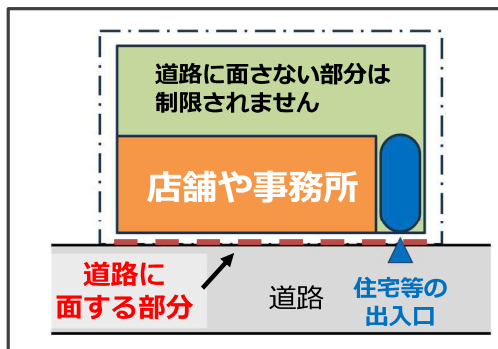 道路に面さない部分は
制限されません
店舗や事務所
道路に
面する部分
道路
住宅等の
出入口